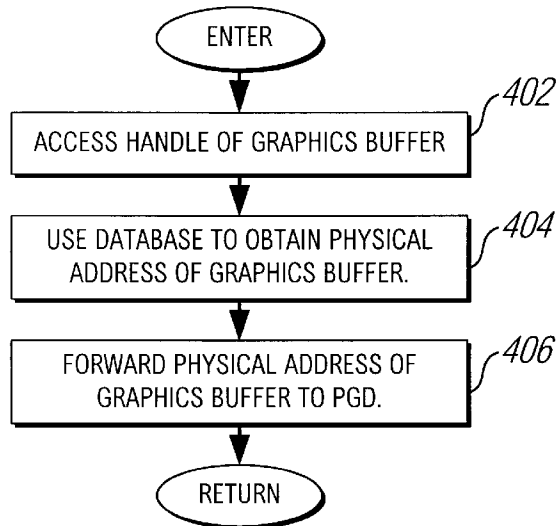 ENTER
402
ACCESS HANDLE OF GRAPHICS BUFFER
404
USE DATABASE TO OBTAIN PHYSICAL
ADDRESS OF GRAPHICS BUFFER.
406
FORWARD PHYSICAL ADDRESS OF
GRAPHICS BUFFER TO PGD.
RETURN